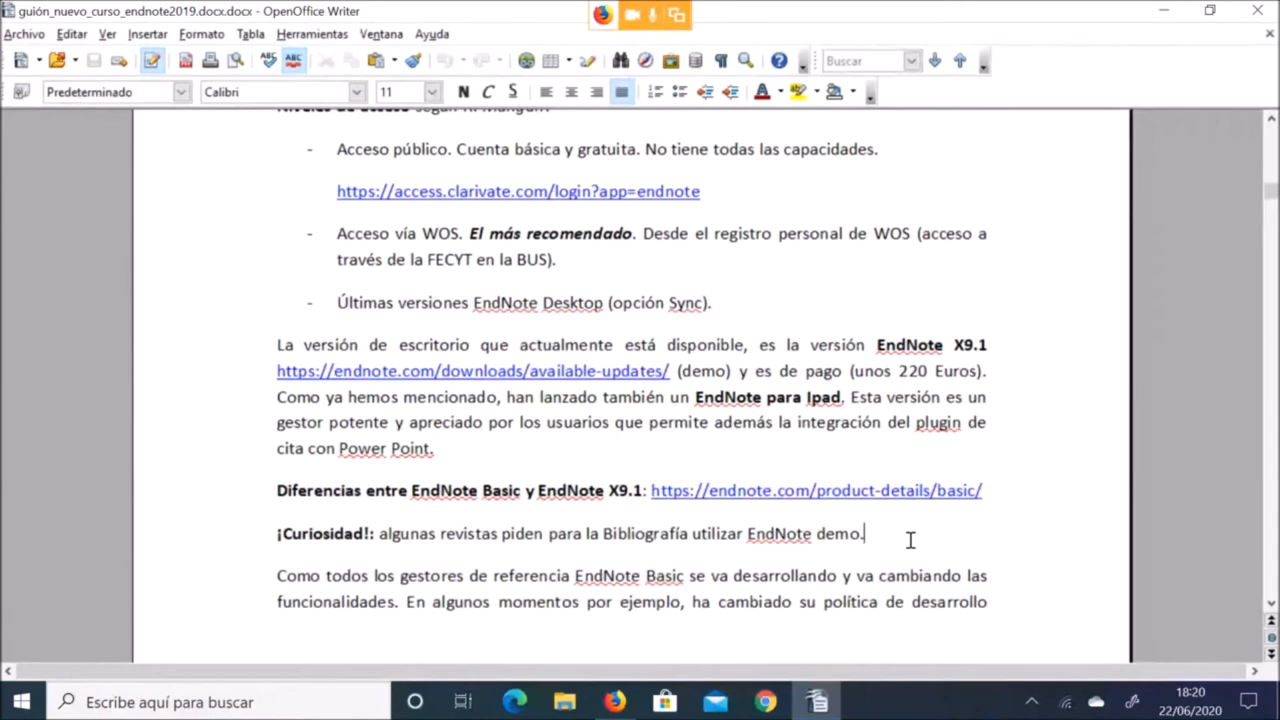 guión_nuevo_curso_endnote2019.docx.docx - OpenOffice Writer
Archivo Editar Ver Insertar Formato Tabla Herramientas Ventana Ayuda
Buscar
Predeterminado Calibri 11 N C S
- Acceso público. Cuenta básica y gratuita. No tiene todas las capacidades.
https://access.clarivate.com/login?app=endnote
- Acceso vía WOS. El más recomendado. Desde el registro personal de WOS (acceso a
través de la FECYT en la BUS).
- Últimas versiones EndNote Desktop (opción Sync).
La versión de escritorio que actualmente está disponible, es la versión EndNote X9.1
https://endnote.com/downloads/available-updates/ (demo) y es de pago (unos 220 Euros).
Como ya hemos mencionado, han lanzado también un EndNote para Ipad. Esta versión es un
gestor potente y apreciado por los usuarios que permite además la integración del plugin de
cita con Power Point.
Diferencias entre EndNote Basic y EndNote X9.1: https://endnote.com/product-details/basic/
¡Curiosidad!: algunas revistas piden para la Bibliografía utilizar EndNote demo.
Como todos los gestores de referencia EndNote Basic se va desarrollando y va cambiando las
funcionalidades. En algunos momentos por ejemplo, ha cambiado su política de desarrollo
Escribe aquí para buscar
18:20
22/06/2020